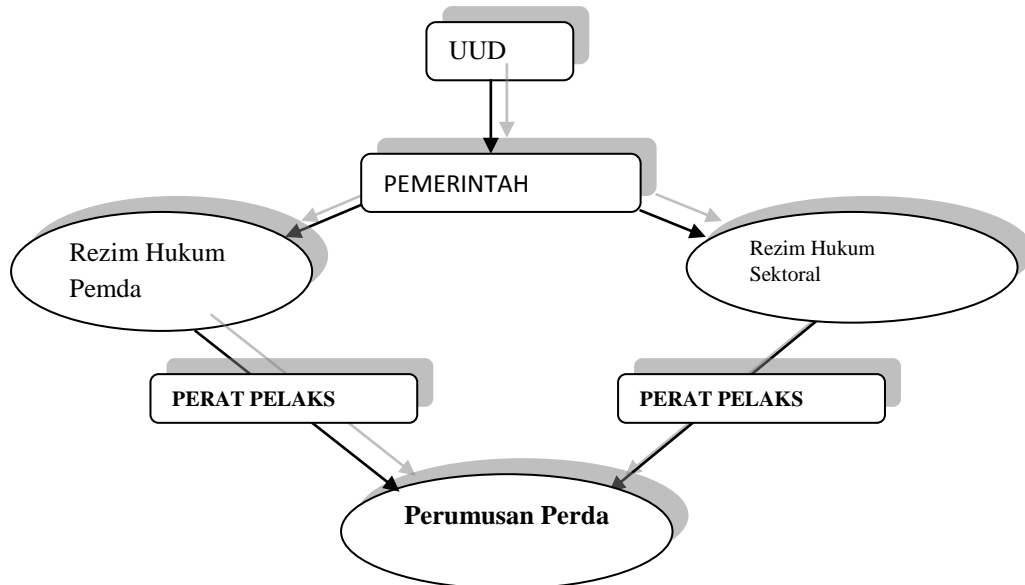 UUD
PEMERINTAH
Rezim Hukum
Pemda
Rezim Hukum
Sektoral
PERAT PELAKS
PERAT PELAKS
Perumusan Perda